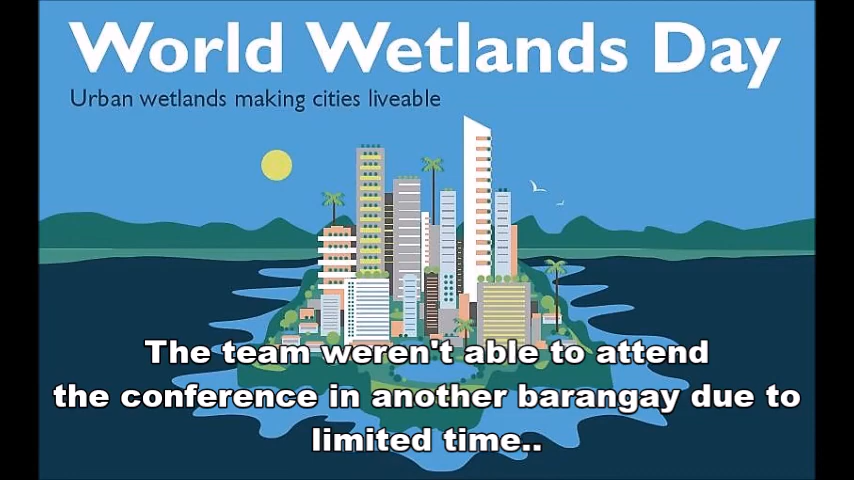 World Wetlands Day
Urban wetlands making cities liveable
The team weren't able to attend
the conference in another barangay due to
limited time..